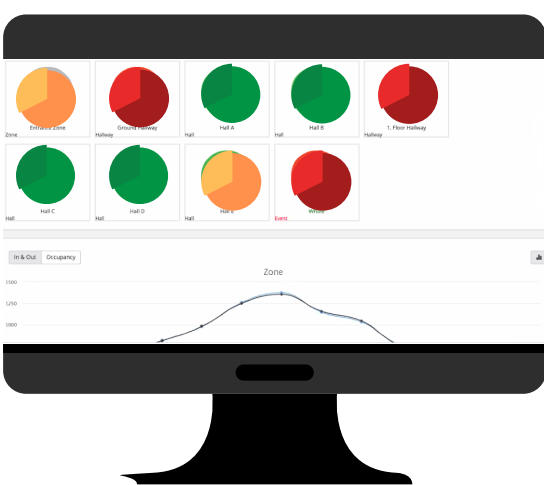 Entrance Zone
Zone
Ground Hallway
Hallway
Hall A
Hall
Hall B
Hall
1. Floor Hallway
Hallway
Hall C
Hall
Hall D
Hall
Hall E
Hall
Whole
Event
In & Out
Occupancy
Zone
1500
1250
1000